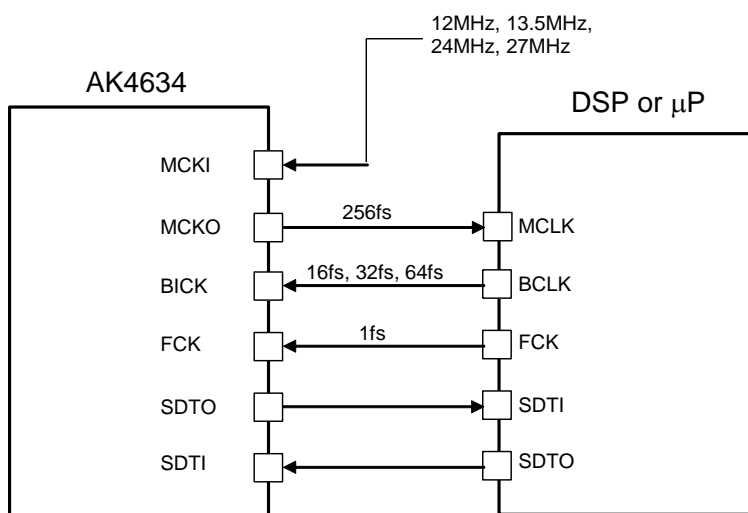 12MHz, 13.5MHz,
24MHz, 27MHz
AK4634
DSP or μP
MCKI
MCKO
256fs
MCLK
BICK
16fs, 32fs, 64fs
BCLK
FCK
1fs
FCK
SDTO
SDTI
SDTI
SDTO